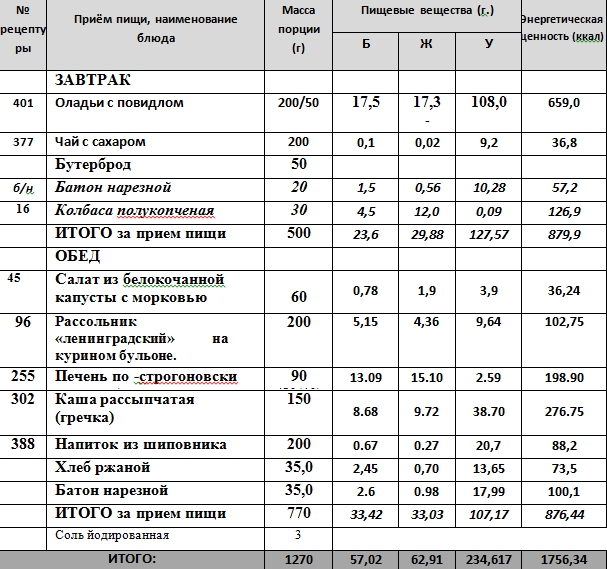 № рецептуры Приём пищи, наименование блюда Масса порции (г) Пищевые вещества (г.) Энергетическая ценность (ккал)
Б Ж У
ЗАВТРАК
401 Оладьи с повидлом 200/50 17,5 17,3 - 108,0 659,0
377 Чай с сахаром 200 0,1 0,02 9,2 36,8
Бутерброд 50
б/н Батон нарезной 20 1,5 0,56 10,28 57,2
16 Колбаса полукопченая 30 4,5 12,0 0,09 126,9
ИТОГО за прием пищи 500 23,6 29,88 127,57 879,9
ОБЕД
45 Салат из белокочанной капусты с морковью 60 0,78 1,9 3,9 36,24
96 Рассольник «ленинградский» на курином бульоне. 200 5,15 4,36 9,64 102,75
255 Печень по -строгоновски 90 13.09 15.10 2.59 198.90
302 Каша рассыпчатая (гречка) 150 8.68 9.72 38.70 276.75
388 Напиток из шиповника 200 0.67 0.27 20,7 88,2
Хлеб ржаной 35,0 2,45 0,70 13,65 73,5
Батон нарезной 35,0 2.6 0.98 17,99 100,1
ИТОГО за прием пищи 770 33,42 33,03 107,17 876,44
Соль йодированная 3
ИТОГО: 1270 57,02 62,91 234,617 1756,34